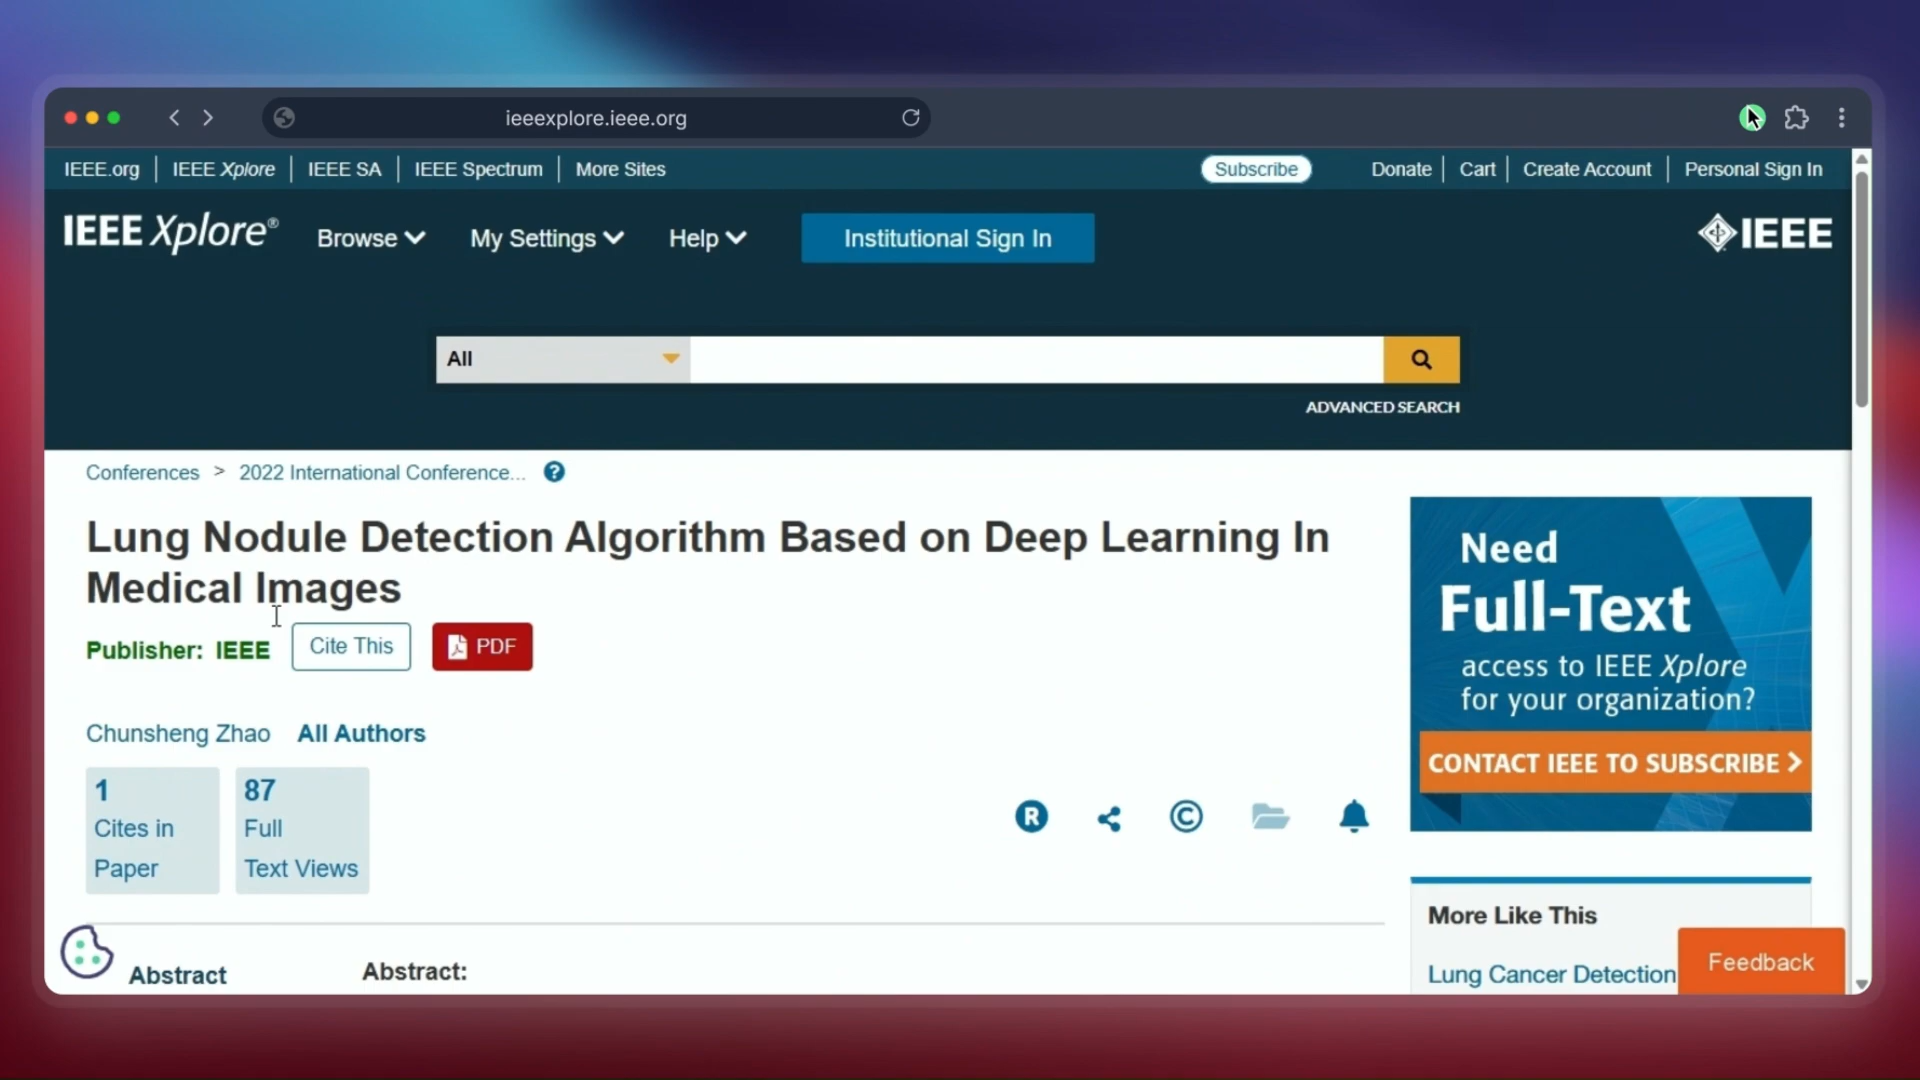 ieeexplore.ieee.org
IEEE.org
IEEE Xplore
IEEE SA
IEEE Spectrum
More Sites
Subscribe
Donate
Cart
Create Account
Personal Sign In
IEEE Xplore®
Browse
My Settings
Help
Institutional Sign In
IEEE
All
ADVANCED SEARCH
Conferences > 2022 International Conference... ?
Lung Nodule Detection Algorithm Based on Deep Learning In
Medical Images
Publisher: IEEE
Cite This
PDF
Chunsheng Zhao
All Authors
1
Cites in
Paper
87
Full
Text Views
R
©
Need
Full-Text
access to IEEE Xplore
for your organization?
CONTACT IEEE TO SUBSCRIBE >
More Like This
Lung Cancer Detection
Feedback
Abstract
Abstract: